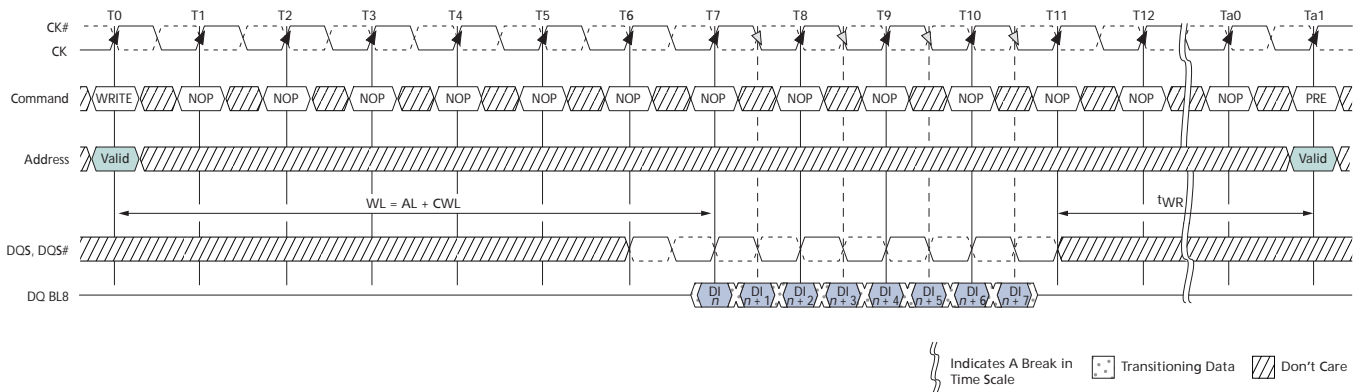 T0 T1 T2 T3 T4 T5 T6 T7 T8 T9 T10 T11 T12 Ta0 Ta1
CK#
CK
Command WRITE NOP NOP NOP NOP NOP NOP NOP NOP NOP NOP NOP NOP NOP PRE
Address Valid Valid
WL = AL + CWL tWR
DQS, DQS#
DQ BL8 DI n DI n + 1 DI n + 2 DI n + 3 DI n + 4 DI n + 5 DI n + 6 DI n + 7
Indicates A Break in
Time Scale
Transitioning Data
Don't Care